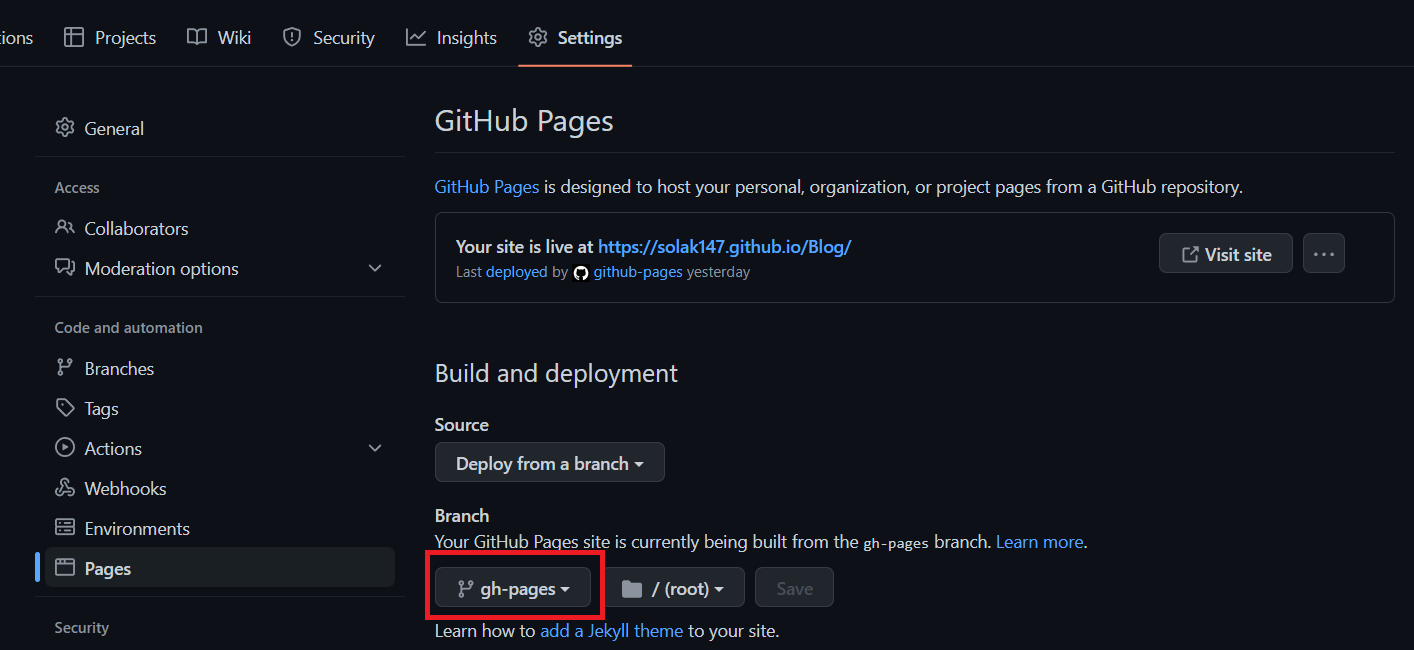 ions Projects Wiki Security Insights Settings
General
Access
Collaborators
Moderation options
Code and automation
Branches
Tags
Actions
Webhooks
Environments
Pages
Security
GitHub Pages
GitHub Pages is designed to host your personal, organization, or project pages from a GitHub repository.
Your site is live at https://solak147.github.io/Blog/
Last deployed by github-pages yesterday
Visit site
Build and deployment
Source
Deploy from a branch
Branch
Your GitHub Pages site is currently being built from the gh-pages branch. Learn more.
gh-pages / (root) Save
Learn how to add a Jekyll theme to your site.